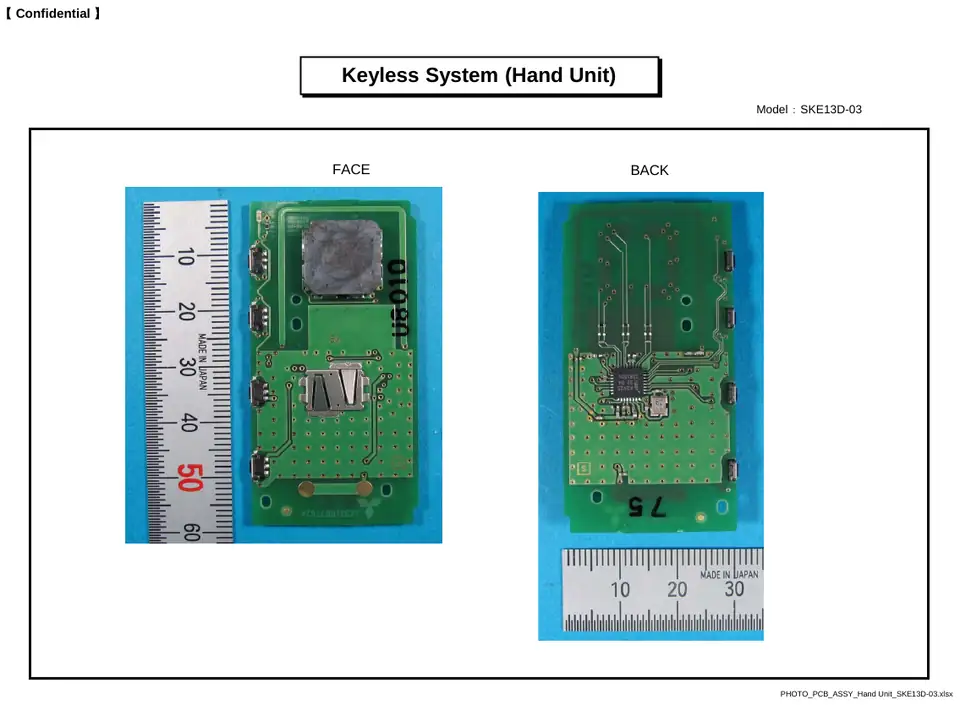 【 Confidential 】
Keyless System (Hand Unit)
Model : SKE13D-03
FACE
BACK
10
20
MADE IN JAPAN
30
40
50
60
U8010
75
MADE IN JAPAN
10 20 30
PHOTO_PCB_ASSY_Hand Unit_SKE13D-03.xlsx